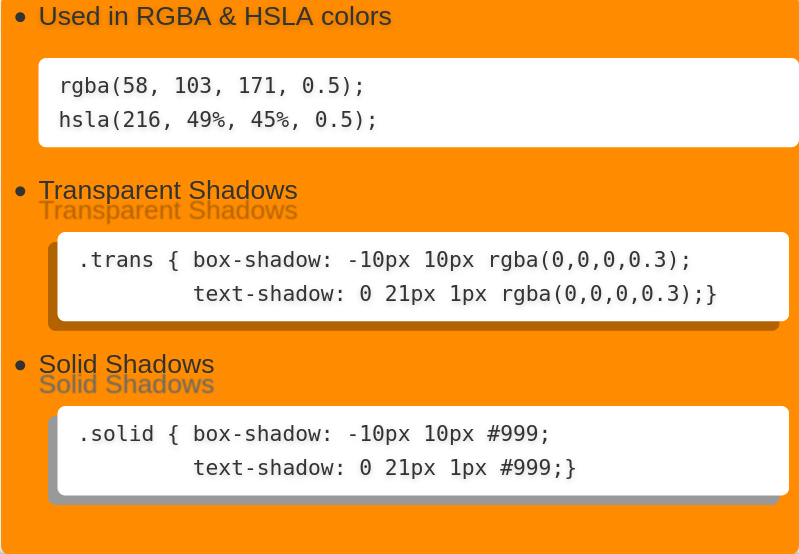 • Used in RGBA & HSLA colors
rgba(58, 103, 171, 0.5);
hsla(216, 49%, 45%, 0.5);
• Transparent Shadows
Transparent Shadows
.trans { box-shadow: -10px 10px rgba(0,0,0,0.3);
         text-shadow: 0 21px 1px rgba(0,0,0,0.3);}
• Solid Shadows
Solid Shadows
.solid { box-shadow: -10px 10px #999;
         text-shadow: 0 21px 1px #999;}